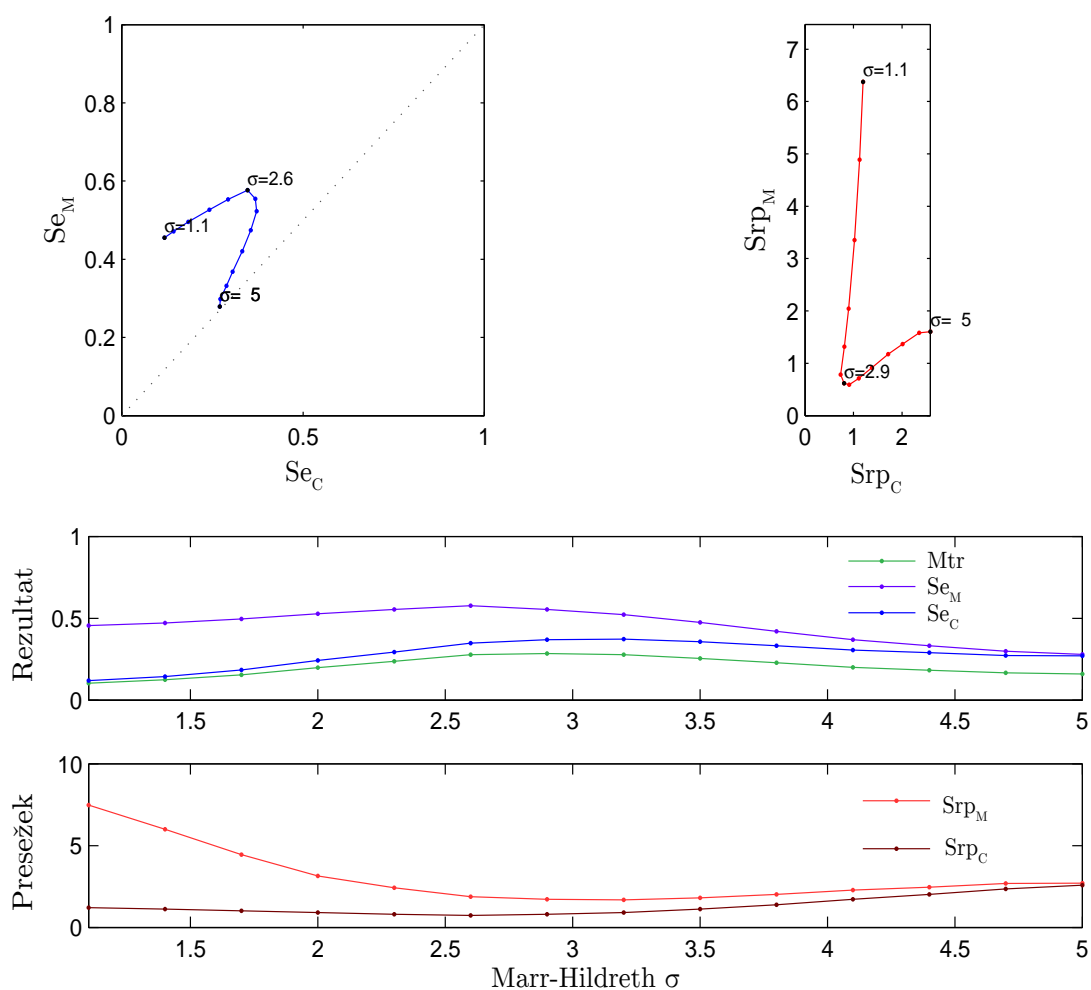 1
0.8
0.6
0.4
0.2
0
0
0.5
1
Se_M
Se_C
σ=1.1
σ=2.6
σ= 5
7
6
5
4
3
2
1
0
0
1
2
Srp_M
Srp_C
σ=1.1
σ=2.9
σ= 5
1
0.5
0
Rezultat
Mtr
Se_M
Se_C
1.5 2 2.5 3 3.5 4 4.5 5
10
5
0
Presežek
Srp_M
Srp_C
1.5 2 2.5 3 3.5 4 4.5 5
Marr-Hildreth σ